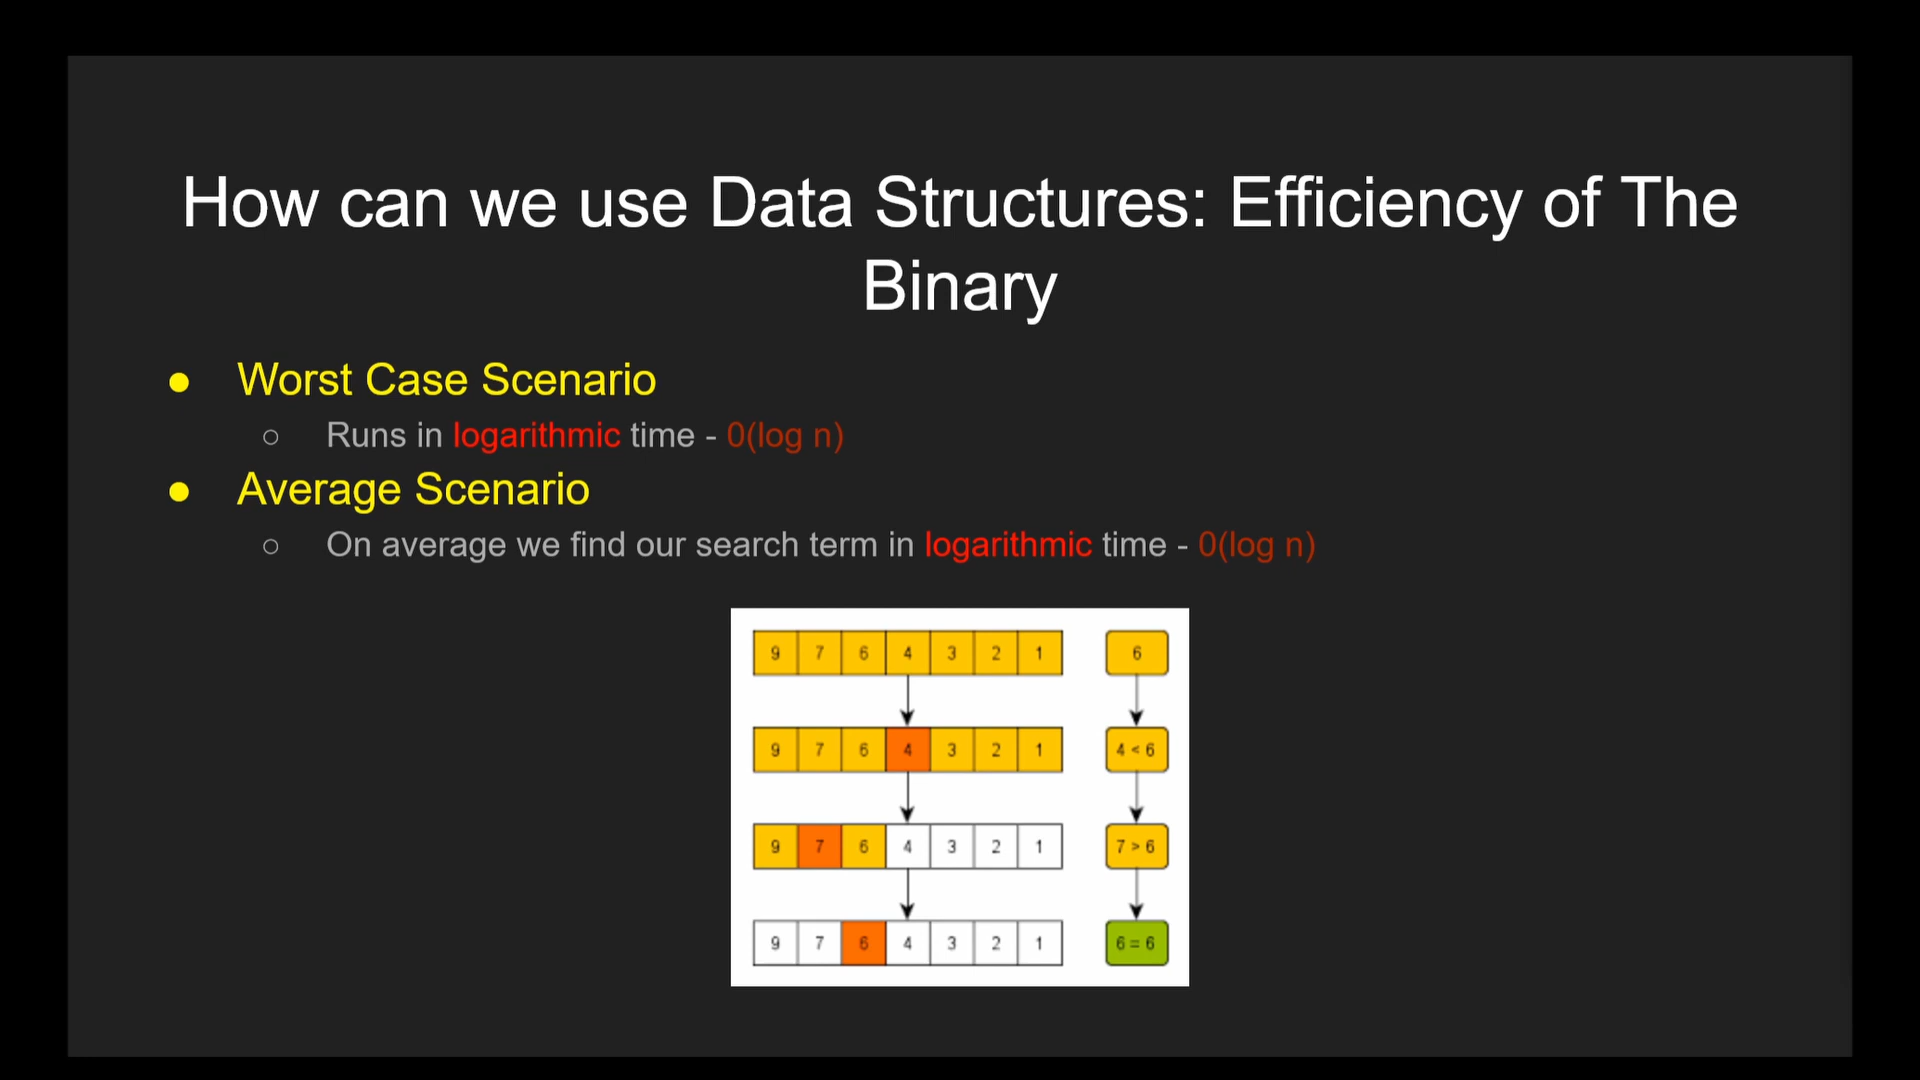 How can we use Data Structures: Efficiency of The
Binary
● Worst Case Scenario
○ Runs in logarithmic time - 0(log n)
● Average Scenario
○ On average we find our search term in logarithmic time - 0(log n)
9 7 6 4 3 2 1 6
9 7 6 4 3 2 1 4 < 6
9 7 6 4 3 2 1 7 > 6
9 7 6 4 3 2 1 6 = 6